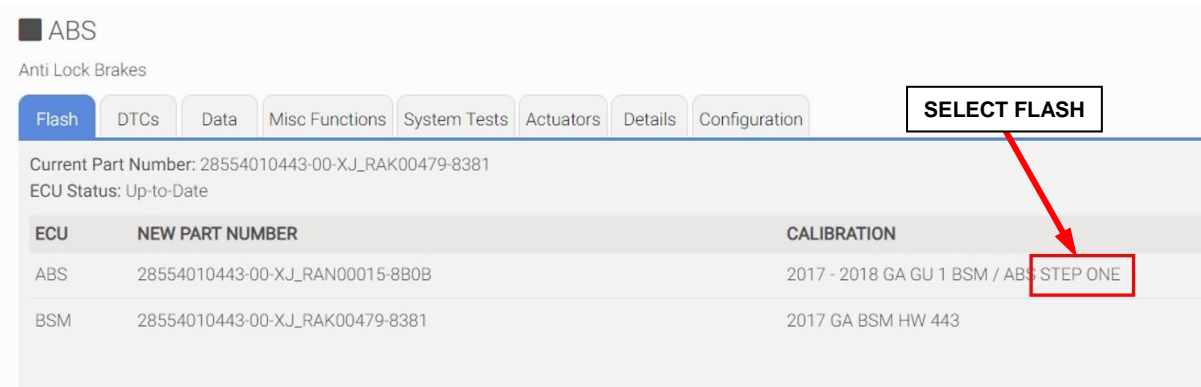 ABS
Anti Lock Brakes
Flash DTCs Data Misc Functions System Tests Actuators Details Configuration
SELECT FLASH
Current Part Number: 28554010443-00-XJ_RAK00479-8381
ECU Status: Up-to-Date
ECU NEW PART NUMBER CALIBRATION
ABS 28554010443-00-XJ_RAN00015-8B0B 2017 - 2018 GA GU 1 BSM / ABS STEP ONE
BSM 28554010443-00-XJ_RAK00479-8381 2017 GA BSM HW 443